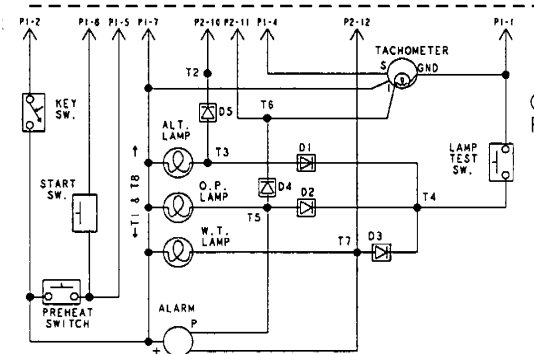 P1-2 P1-8 P1-5 P1-7 P2-10 P2-11 P1-4 P2-12 P1-1
TACHOMETER
S GND
I
T2
KEY
SW.
D5
T6
ALT.
LAMP
T3
D1
LAMP
TEST
SW.
START
SW.
←T1 & T8→
O.P.
LAMP
D4
D2
T5
T4
W.T.
LAMP
T7
D3
PREHEAT
SWITCH
ALARM
P
+